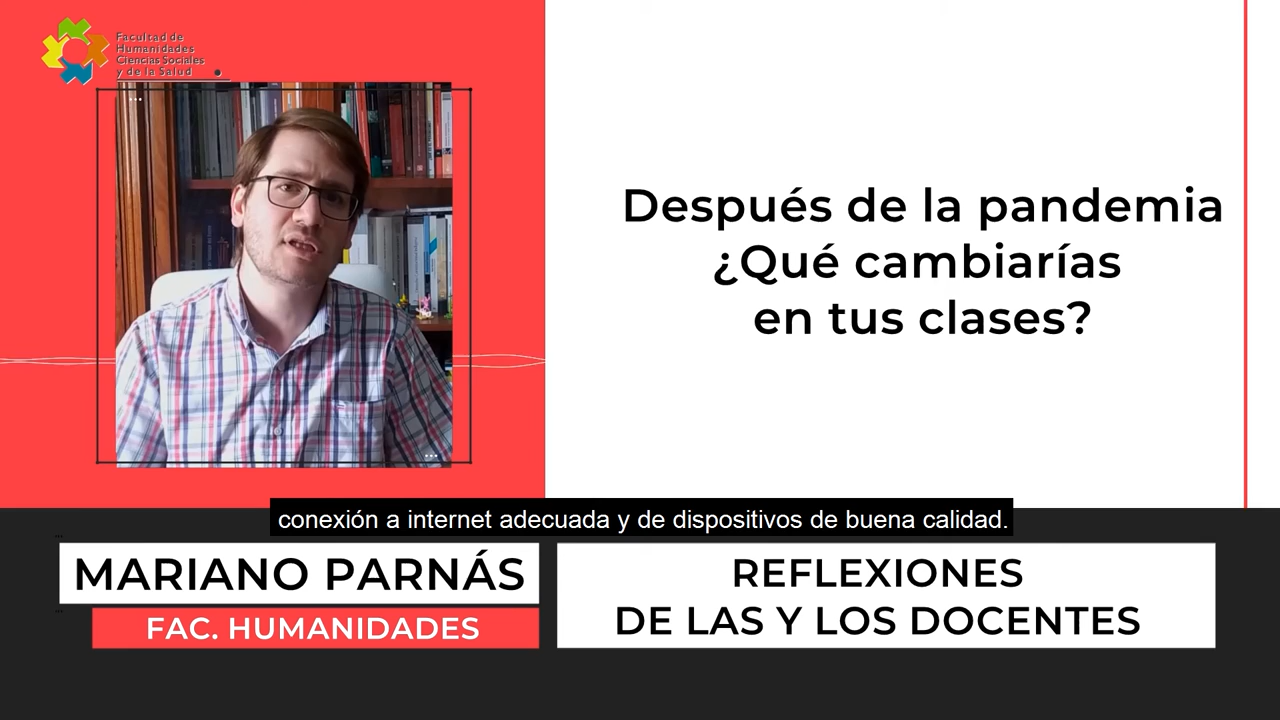 Facultad de
Humanidades
Ciencias Sociales
y de la Salud
Después de la pandemia
¿Qué cambiarías
en tus clases?
conexión a internet adecuada y de dispositivos de buena calidad.
MARIANO PARNÁS
FAC. HUMANIDADES
REFLEXIONES
DE LAS Y LOS DOCENTES